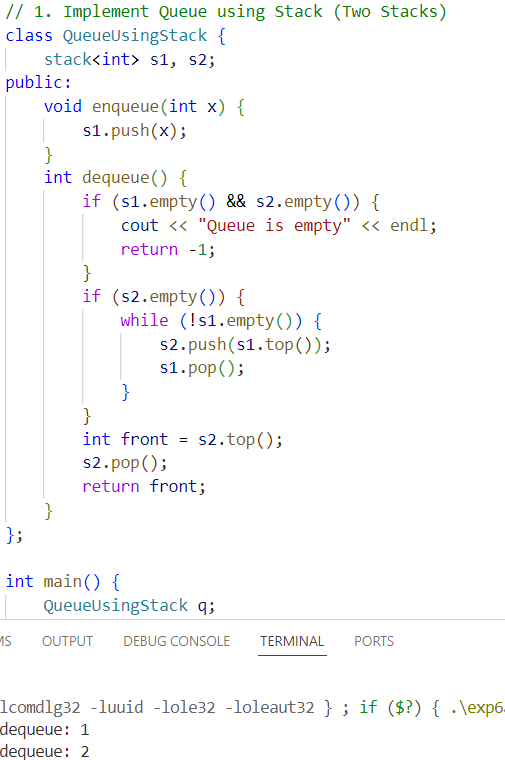 // 1. Implement Queue using Stack (Two Stacks)
class QueueUsingStack {
    stack<int> s1, s2;
public:
    void enqueue(int x) {
        s1.push(x);
    }
    int dequeue() {
        if (s1.empty() && s2.empty()) {
            cout << "Queue is empty" << endl;
            return -1;
        }
        if (s2.empty()) {
            while (!s1.empty()) {
                s2.push(s1.top());
                s1.pop();
            }
        }
        int front = s2.top();
        s2.pop();
        return front;
    }
};

int main() {
    QueueUsingStack q;
MS OUTPUT DEBUG CONSOLE TERMINAL PORTS
lcomdlg32 -luuid -lole32 -loleaut32 } ; if ($?) { .\exp6
dequeue: 1
dequeue: 2